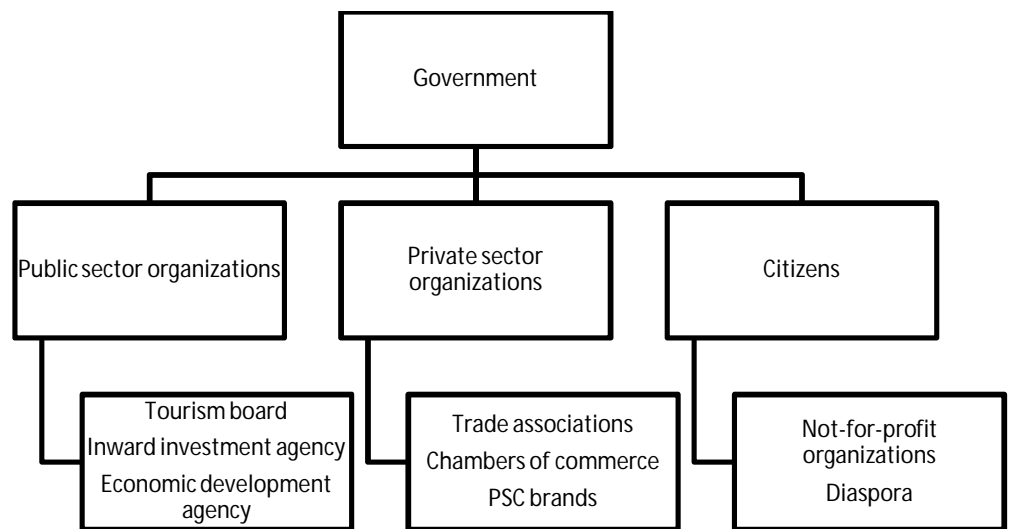 Government
Public sector organizations
Private sector
organizations
Citizens
Tourism board
Inward investment agency
Economic development
agency
Trade associations
Chambers of commerce
PSC brands
Not-for-profit
organizations
Diaspora